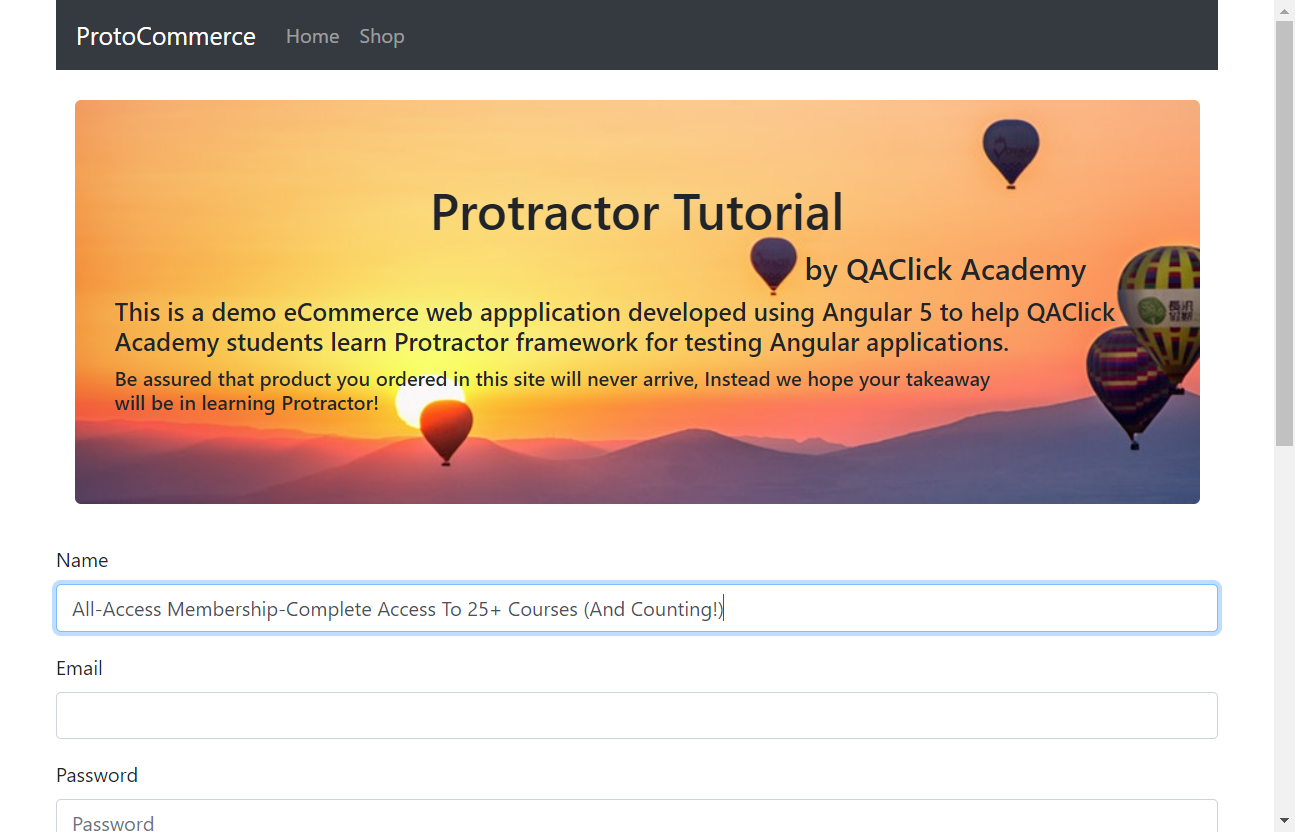 ProtoCommerce Home Shop
Protractor Tutorial
by QAClick Academy
This is a demo eCommerce web appplication developed using Angular 5 to help QAClick
Academy students learn Protractor framework for testing Angular applications.
Be assured that product you ordered in this site will never arrive, Instead we hope your takeaway
will be in learning Protractor!
Name
All-Access Membership-Complete Access To 25+ Courses (And Counting!)
Email
Password
Password